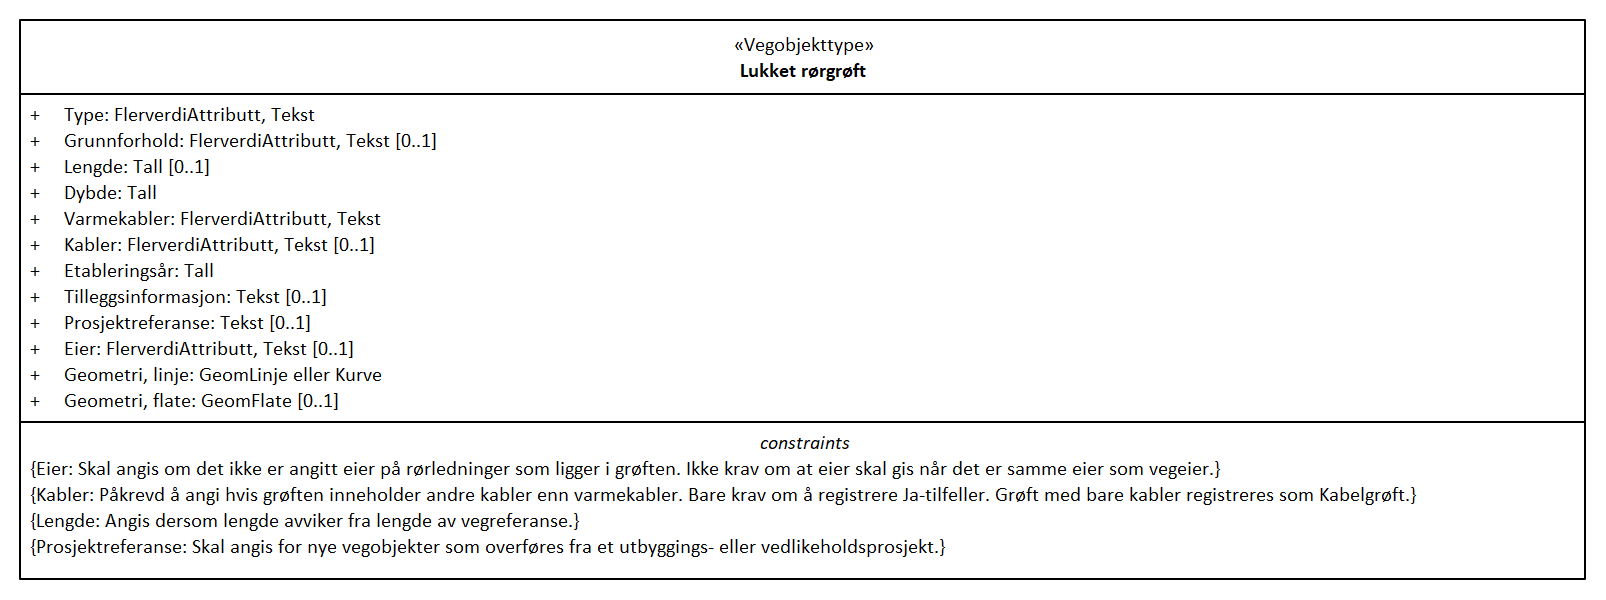 «Vegobjekttype»
Lukket rørgrøft
+ Type: FlerverdiAttributt, Tekst
+ Grunnforhold: FlerverdiAttributt, Tekst [0..1]
+ Lengde: Tall [0..1]
+ Dybde: Tall
+ Varmekabler: FlerverdiAttributt, Tekst
+ Kabler: FlerverdiAttributt, Tekst [0..1]
+ Etableringsår: Tall
+ Tilleggsinformasjon: Tekst [0..1]
+ Prosjektreferanse: Tekst [0..1]
+ Eier: FlerverdiAttributt, Tekst [0..1]
+ Geometri, linje: GeomLinje eller Kurve
+ Geometri, flate: GeomFlate [0..1]
constraints
{Eier: Skal angis om det ikke er angitt eier på rørledninger som ligger i grøften. Ikke krav om at eier skal gis når det er samme eier som vegeier.}
{Kabler: Påkrevd å angi hvis grøften inneholder andre kabler enn varmekabler. Bare krav om å registrere Ja-tilfeller. Grøft med bare kabler registreres som Kabelgrøft.}
{Lengde: Angis dersom lengde avviker fra lengde av vegreferanse.}
{Prosjektreferanse: Skal angis for nye vegobjekter som overføres fra et utbyggings- eller vedlikeholdsprosjekt.}